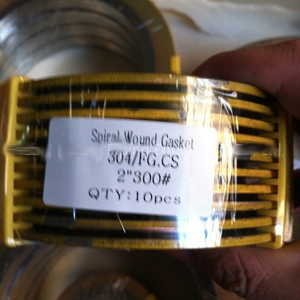 Spiral Wound Gasket
304/FG.CS
2"300#
QTY:10pcs